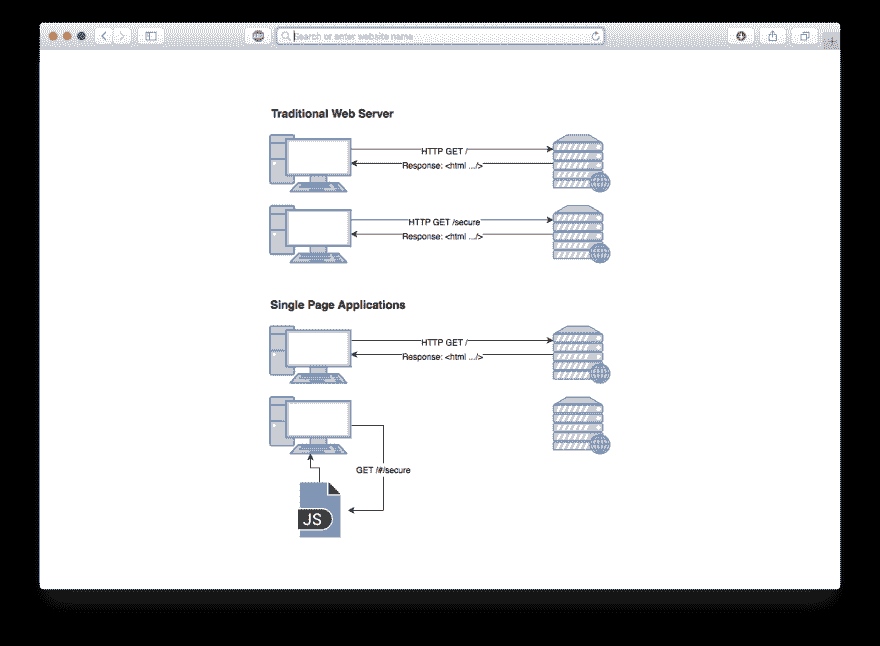 Search or enter website name
Traditional Web Server
HTTP GET /
Response: <html .../>
HTTP GET /secure
Response: <html .../>
Single Page Applications
HTTP GET /
Response: <html .../>
GET /#/secure
JS